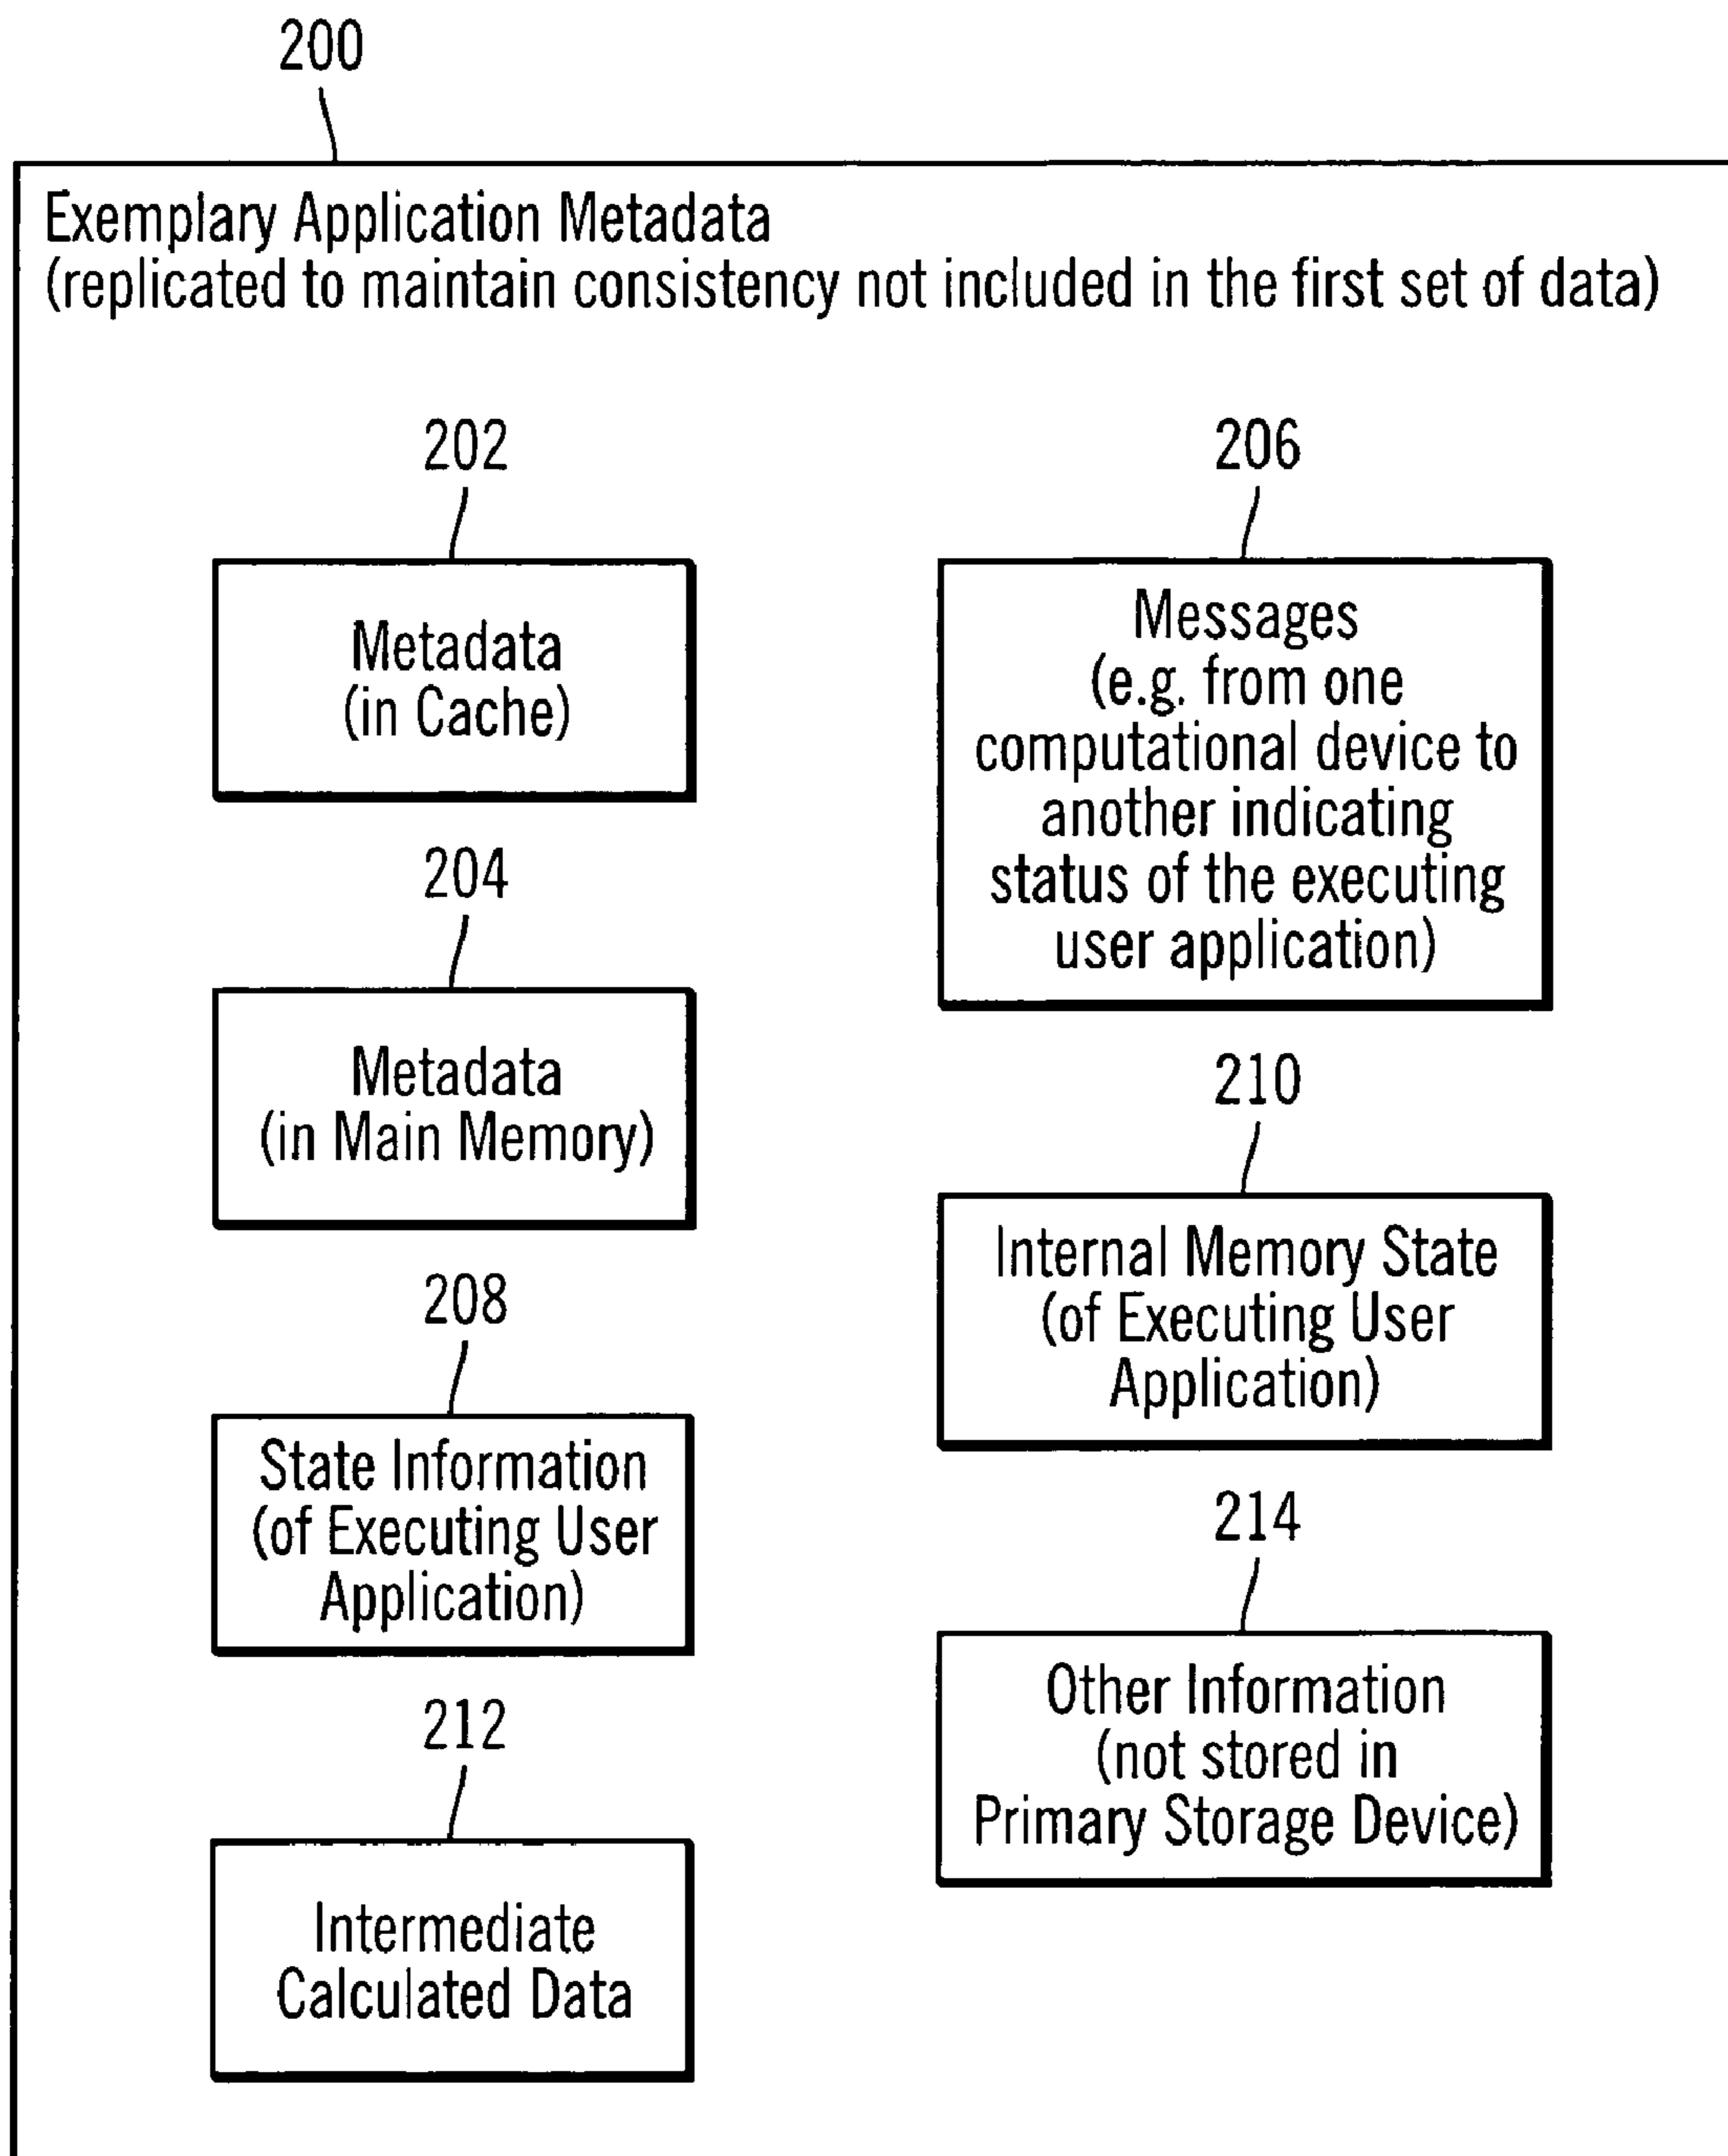 200
Exemplary Application Metadata
(replicated to maintain consistency not included in the first set of data)
202
Metadata
(in Cache)
204
Metadata
(in Main Memory)
208
State Information
(of Executing User
Application)
212
Intermediate
Calculated Data
206
Messages
(e.g. from one
computational device to
another indicating
status of the executing
user application)
210
Internal Memory State
(of Executing User
Application)
214
Other Information
(not stored in
Primary Storage Device)